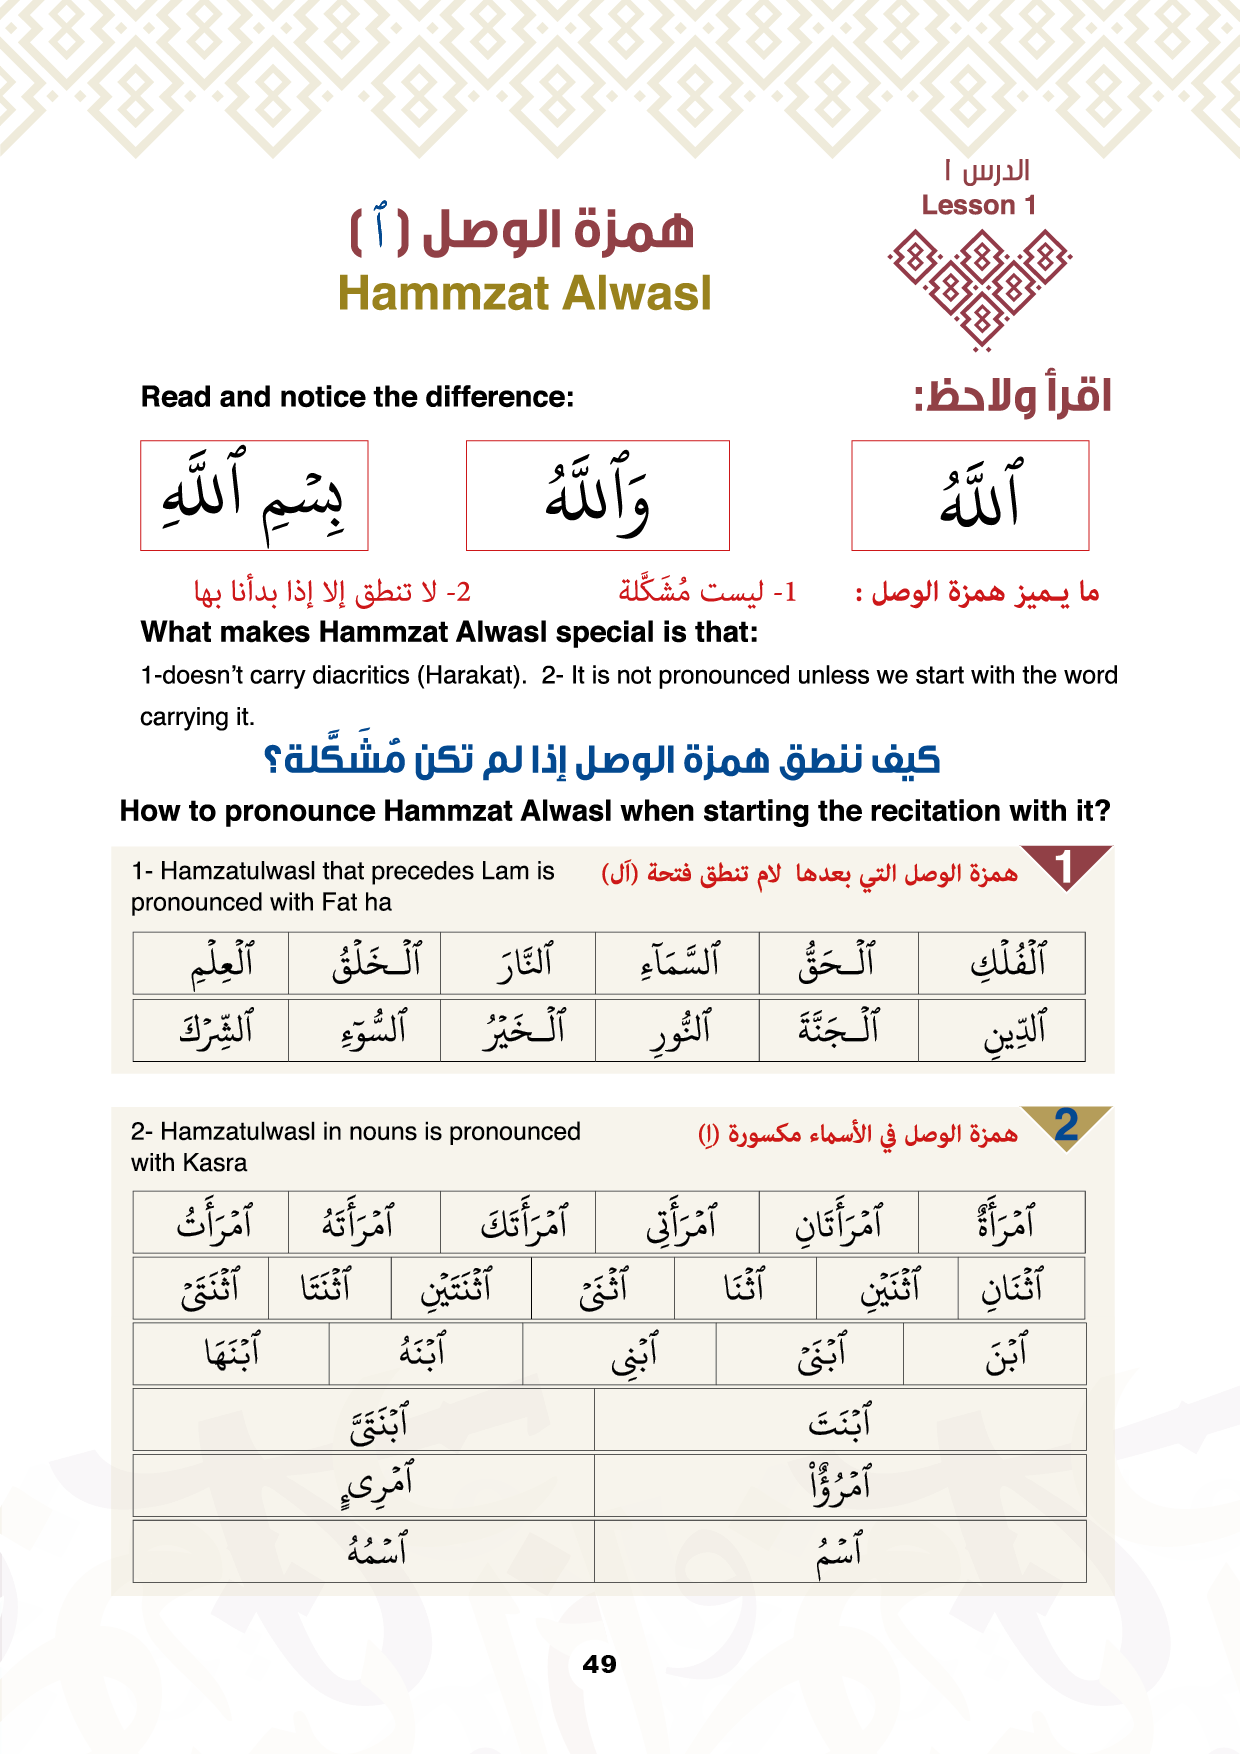 الدرس ١
Lesson 1
همزة الوصل (ٱ)
Hammzat Alwasl
اقرأ ولاحظ:
Read and notice the difference:
ٱللَّهُ وَٱللَّهُ بِسۡمِ ٱللَّهِ
ما يـميز همزة الوصل : 1- ليست مُشَكَّلة 2- لا تنطق إلا إذا بدأنا بها
What makes Hammzat Alwasl special is that:
1-doesn’t carry diacritics (Harakat). 2- It is not pronounced unless we start with the word
carrying it.
كيف ننطق همزة الوصل إذا لم تكن مُشَكَّلة؟
How to pronounce Hammzat Alwasl when starting the recitation with it?
1
همزة الوصل التي بعدها لام تنطق فتحة (اَل)
1- Hamzatulwasl that precedes Lam is
pronounced with Fat ha
ٱلۡفُلۡكِ ٱلۡـحَقُّ ٱلسَّمَآءِ ٱلنَّارَ ٱلۡـخَلۡقُ ٱلۡعِلۡمِ
ٱلدِّينِ ٱلۡـجَنَّةَ ٱلنُّورِ ٱلۡـخَيۡرُ ٱلسُّوٓءِ ٱلشِّرۡكَ
2
همزة الوصل في الأسماء مكسورة (اِ)
2- Hamzatulwasl in nouns is pronounced
with Kasra
ٱمۡرَأَةٌ ٱمۡرَأَتَانِ ٱمۡرَأَتِى ٱمۡرَأَتَكَ ٱمۡرَأَتَهُ ٱمۡرَأَتُ
ٱثۡنَانِ ٱثۡنَيۡنِ ٱثۡنَا ٱثۡنَىۡ ٱثۡنَتَيۡنِ ٱثۡنَتَا ٱثۡنَتَىۡ
ٱبۡنَ ٱبۡنَىۡ ٱبۡنِى ٱبۡنَهُ ٱبۡنَهَا
ٱبۡنَتَ ٱبۡنَتَىَّ
ٱمۡرُؤٌا۟ ٱمۡرِىءٍ
ٱسۡمُ ٱسۡمُهُ
49